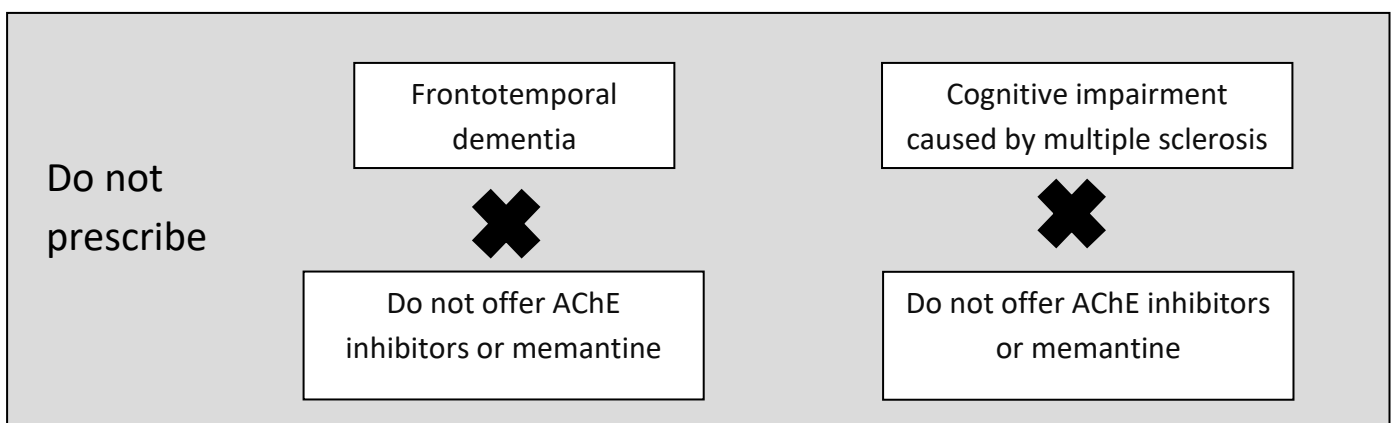 Do not
prescribe
Frontotemporal
dementia
Do not offer AChE
inhibitors or memantine
Cognitive impairment
caused by multiple sclerosis
Do not offer AChE inhibitors
or memantine